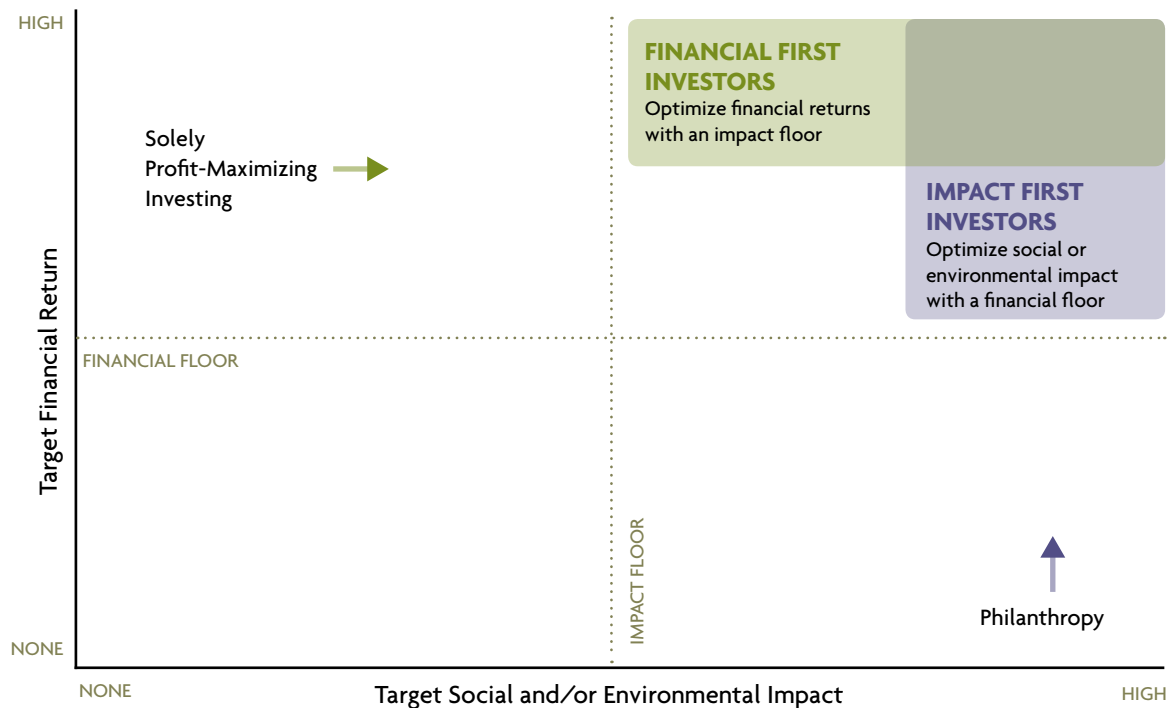 HIGH
FINANCIAL FIRST
INVESTORS
Optimize financial returns
with an impact floor
Solely
Profit-Maximizing
Investing
IMPACT FIRST
INVESTORS
Optimize social or
environmental impact
with a financial floor
Target Financial Return
FINANCIAL FLOOR
IMPACT FLOOR
Philanthropy
NONE
NONE
Target Social and/or Environmental Impact
HIGH